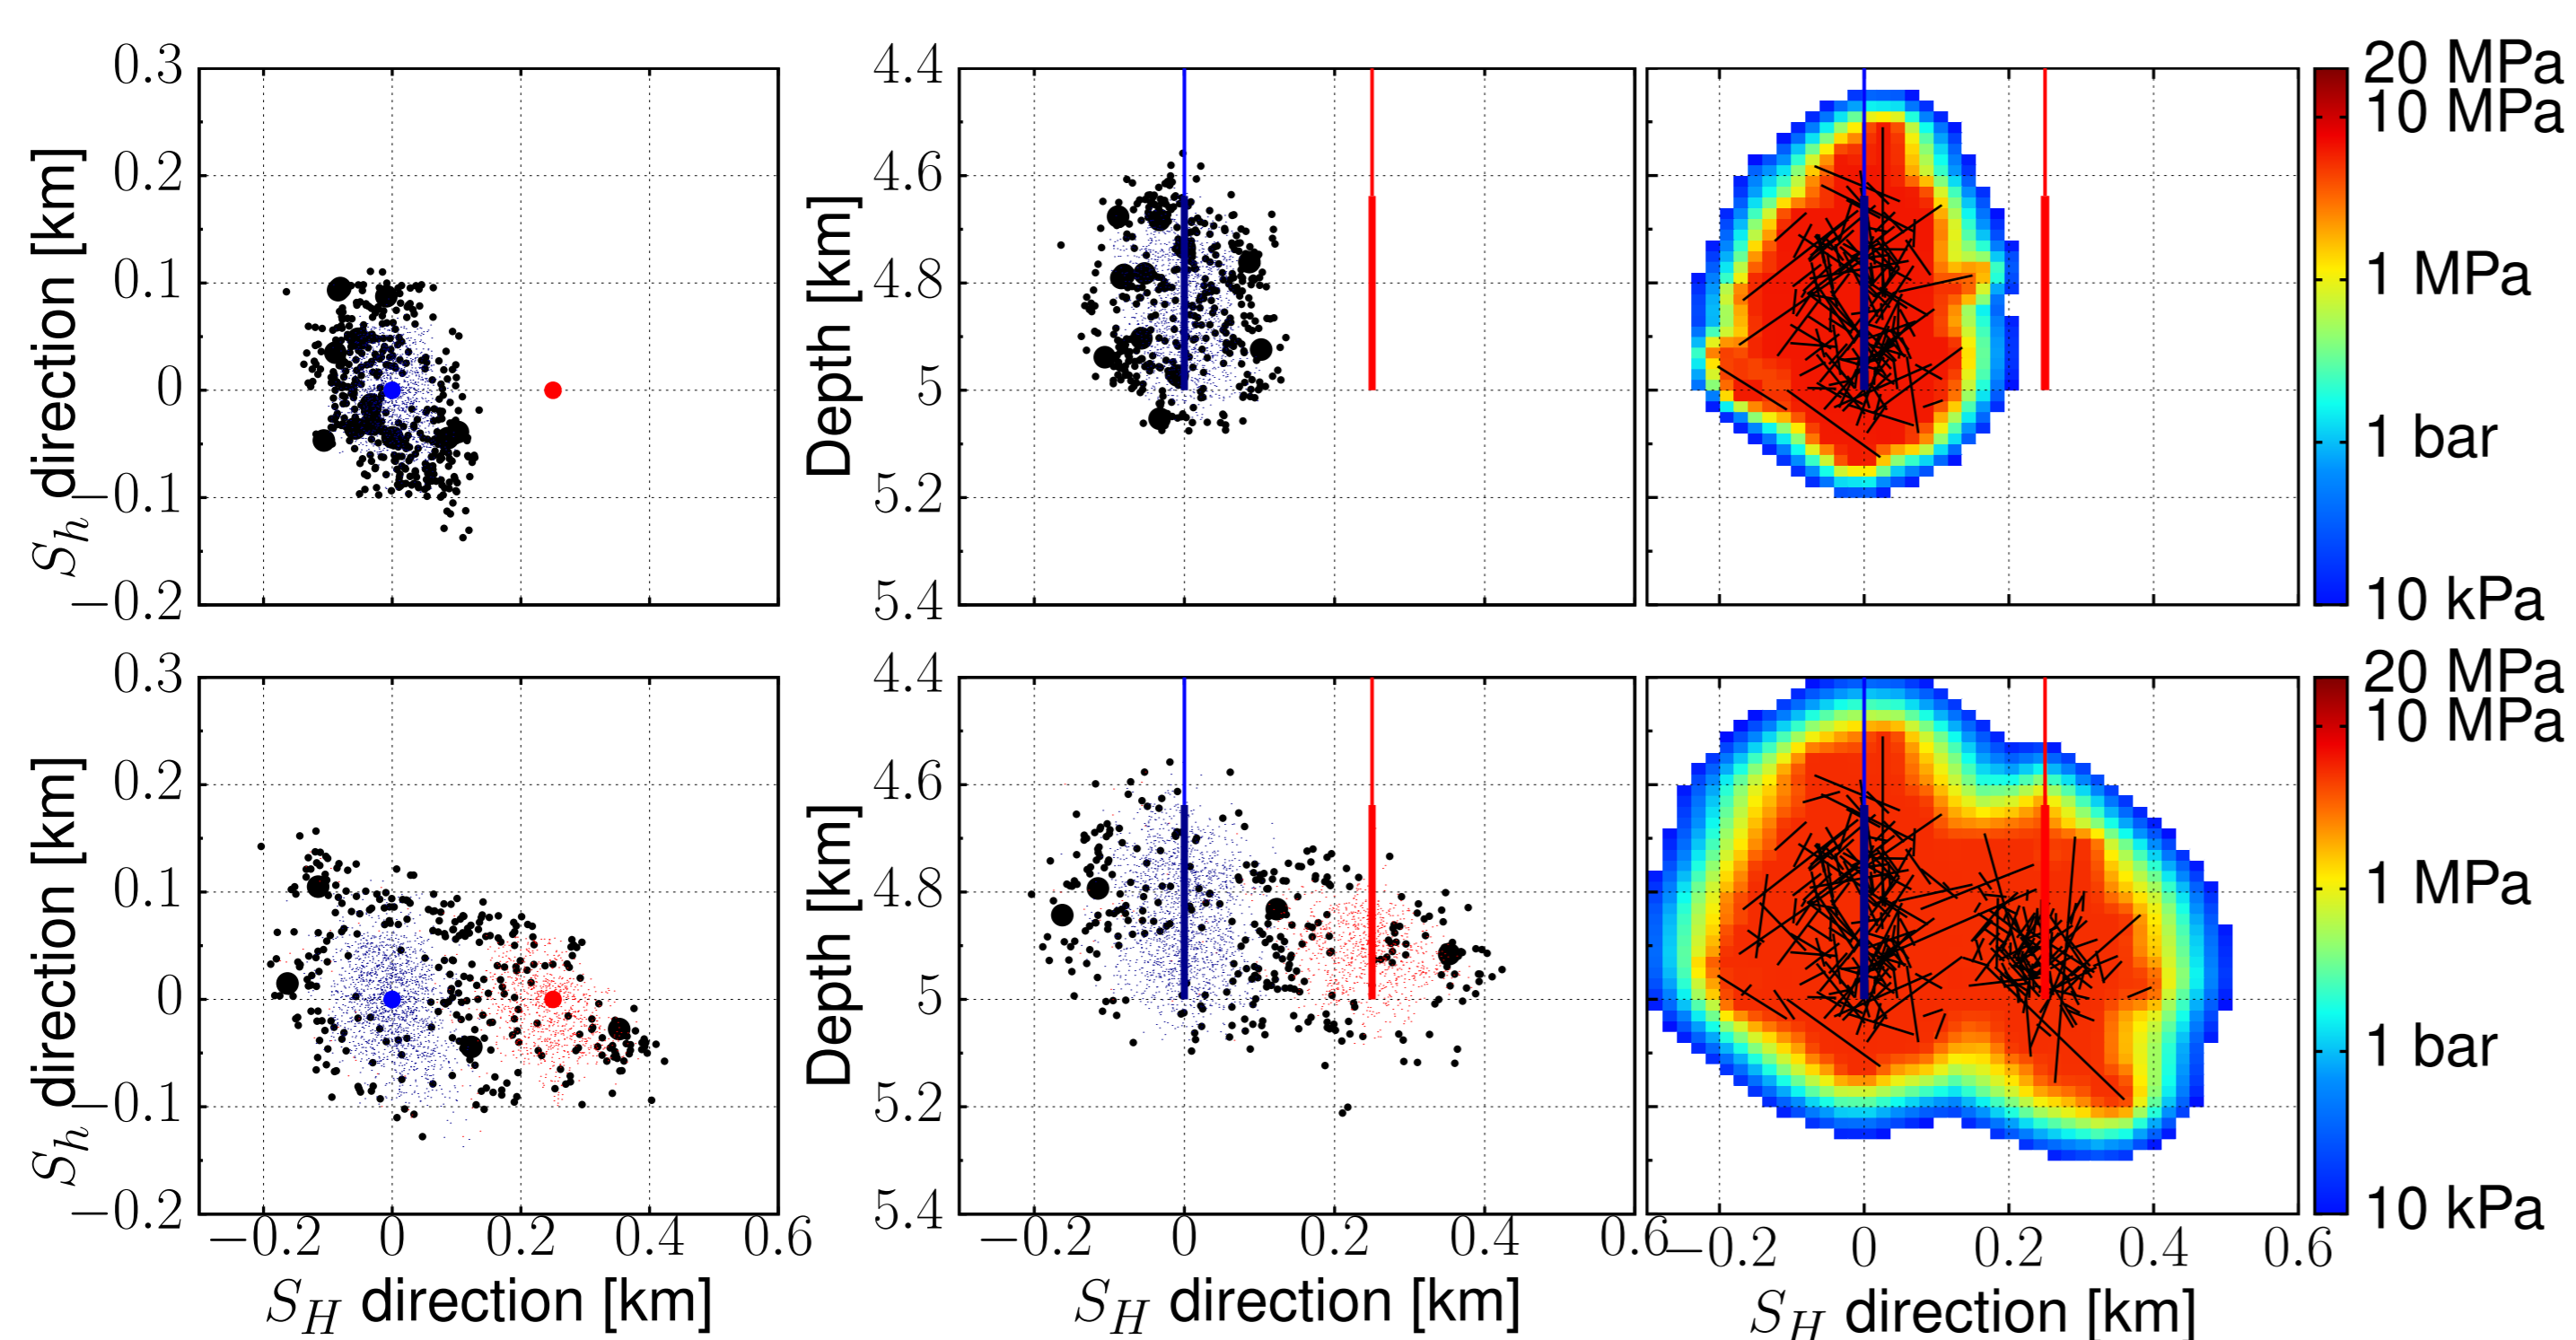 0.3
0.2
0.1
0
−0.1
−0.2
S_h direction [km]
4.4
4.6
4.8
5
5.2
5.4
Depth [km]
20 MPa
10 MPa
1 MPa
1 bar
10 kPa
0.3
0.2
0.1
0
−0.1
−0.2
S_h direction [km]
−0.2 0 0.2 0.4 0.6
S_H direction [km]
4.4
4.6
4.8
5
5.2
5.4
Depth [km]
−0.2 0 0.2 0.4 0.6
S_H direction [km]
−0.2 0 0.2 0.4 0.6
S_H direction [km]
20 MPa
10 MPa
1 MPa
1 bar
10 kPa